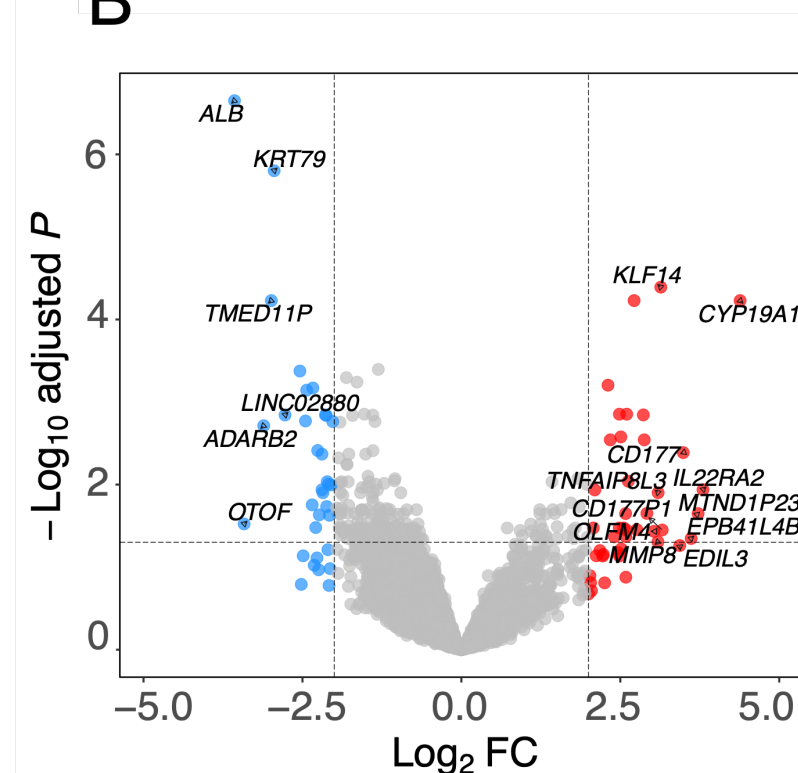 B
ALB
KRT79
6
KLF14
TMED11P
CYP19A1
4
LINC02880
ADARB2
CD177
TNFAIP8L3 IL22RA2
2
CD177P1 MTND1P23
OTOF
OLFM4 EPB41L4B
MMP8 EDIL3
0
−5.0 −2.5 0.0 2.5 5.0
Log2 FC
−Log10 adjusted P